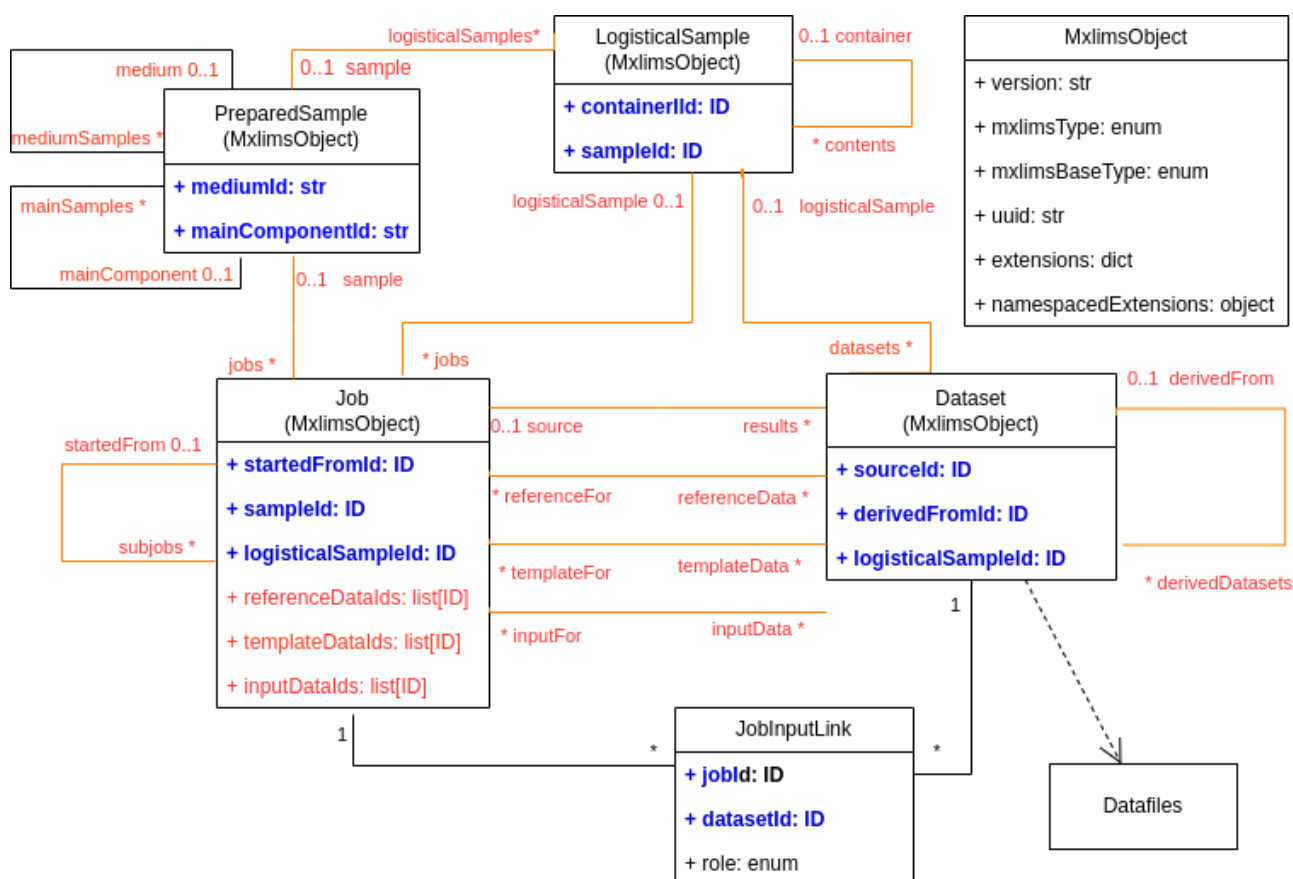 logisticalSamples*
LogisticalSample
(MxlimsObject)
0..1 container
MxlimsObject
medium 0..1
0..1 sample
+ containerIId: ID
+ version: str
PreparedSample
(MxlimsObject)
mediumSamples *
+ sampleId: ID
* contents
+ mxlimsType: enum
+ mxlimsBaseType: enum
+ mediumId: str
mainSamples *
logisticalSample 0..1
0..1 logisticalSample
+ uuid: str
+ mainComponentId: str
+ extensions: dict
mainComponent 0..1
0..1 sample
+ namespacedExtensions: object
jobs *
* jobs
datasets *
0..1 derivedFrom
Job
(MxlimsObject)
Dataset
(MxlimsObject)
startedFrom 0..1
0..1 source
results *
+ startedFromId: ID
+ sourceId: ID
* referenceFor
referenceData *
+ sampleId: ID
+ derivedFromId: ID
subjobs *
+ logisticalSampleId: ID
+ logisticalSampleId: ID
* templateFor
templateData *
* derivedDatasets
+ referenceDataIds: list[ID]
1
+ templateDataIds: list[ID]
* inputFor
inputData *
+ inputDataIds: list[ID]
1
*
JobInputLink
*
+ jobId: ID
+ datasetId: ID
Datafiles
+ role: enum